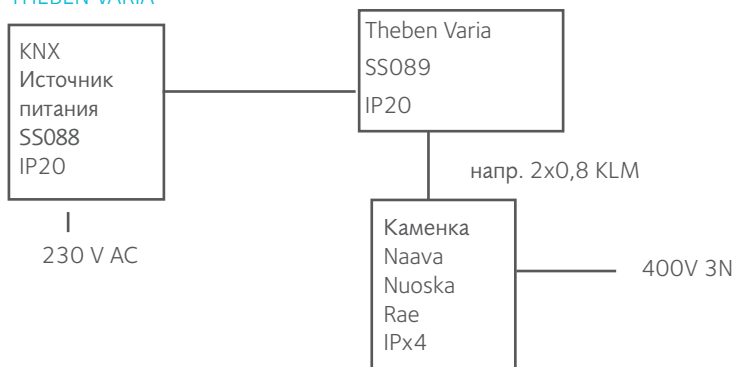 THEBEN VARIA
KNX
Источник
питания
SS088
IP20
230 V AC
Theben Varia
SS089
IP20
напр. 2x0,8 KLM
Каменка
Naava
Nuoska
Rae
IPx4
400V 3N